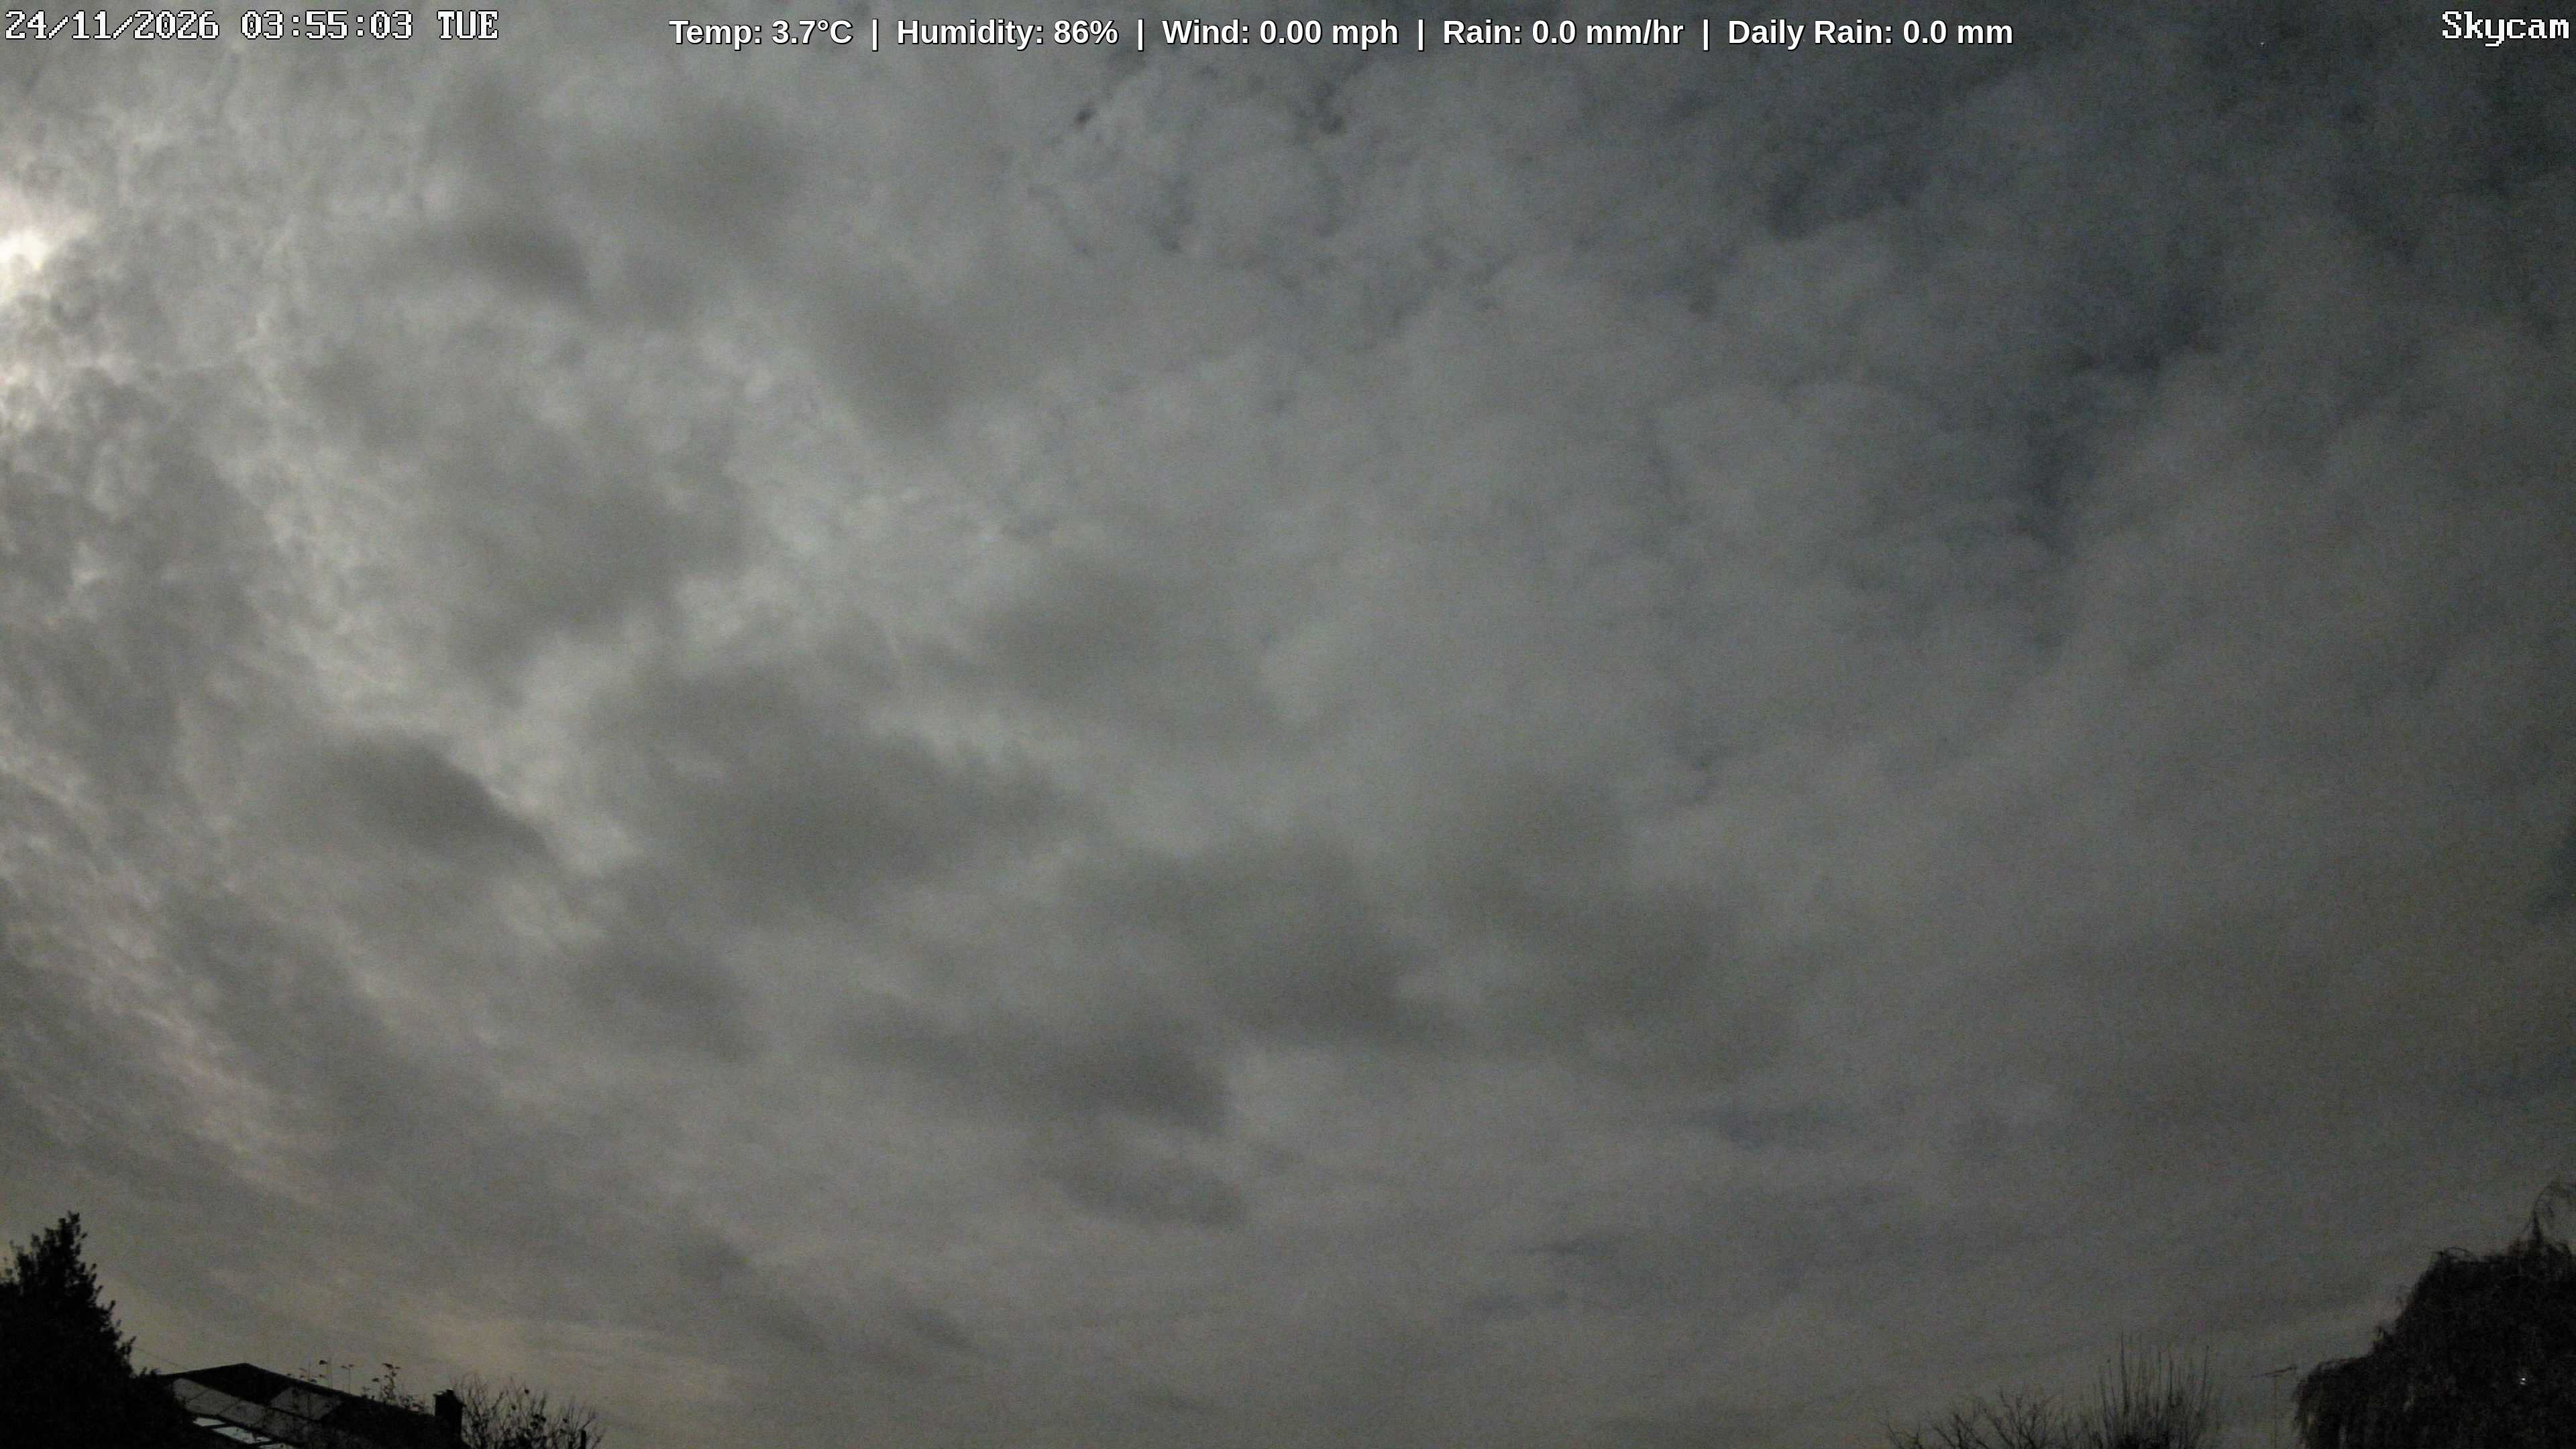 24/11/2026 03:55:03 TUE
Temp: 3.7°C | Humidity: 86% | Wind: 0.00 mph | Rain: 0.0 mm/hr | Daily Rain: 0.0 mm
Skycam